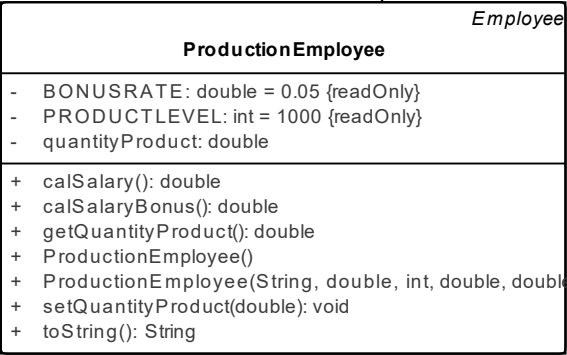 Employee
ProductionEmployee
- BONUSRATE: double = 0.05 {readOnly}
- PRODUCTLEVEL: int = 1000 {readOnly}
- quantityProduct: double
+ calSalary(): double
+ calSalaryBonus(): double
+ getQuantityProduct(): double
+ ProductionEmployee()
+ ProductionEmployee(String, double, int, double, double
+ setQuantityProduct(double): void
+ toString(): String